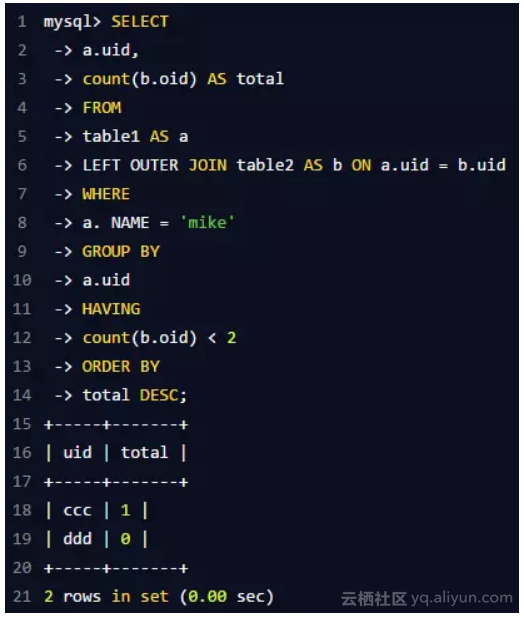 1 mysql> SELECT
2 -> a.uid,
3 -> count(b.oid) AS total
4 -> FROM
5 -> table1 AS a
6 -> LEFT OUTER JOIN table2 AS b ON a.uid = b.uid
7 -> WHERE
8 -> a. NAME = 'mike'
9 -> GROUP BY
10 -> a.uid
11 -> HAVING
12 -> count(b.oid) < 2
13 -> ORDER BY
14 -> total DESC;
15 +-----+-------+
16 | uid | total |
17 +-----+-------+
18 | ccc | 1 |
19 | ddd | 0 |
20 +-----+-------+
21 2 rows in set (0.00 sec)
云栖社区 yq.aliyun.com